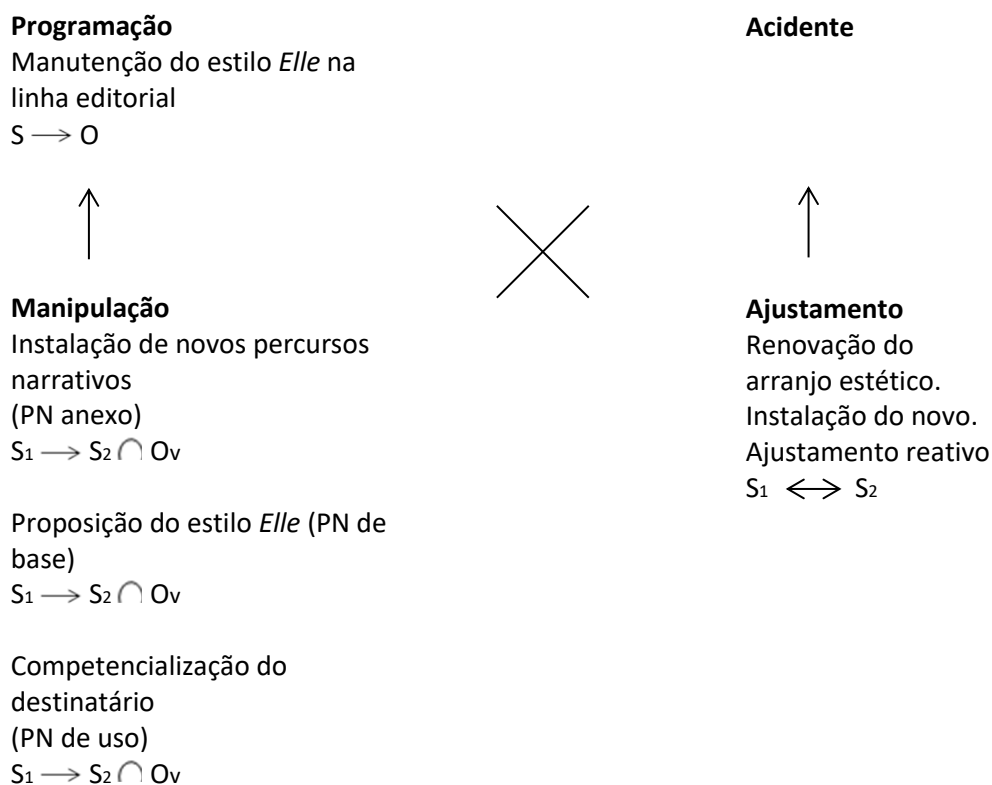 Programação
Manutenção do estilo Elle na
linha editorial
S ⟶ O
Acidente
Manipulação
Instalação de novos percursos
narrativos
(PN anexo)
S1 ⟶ S2 ∩ Ov
Proposição do estilo Elle (PN de
base)
S1 ⟶ S2 ∩ Ov
Competencialização do
destinatário
(PN de uso)
S1 ⟶ S2 ∩ Ov
Ajustamento
Renovação do
arranjo estético.
Instalação do novo.
Ajustamento reativo
S1 ⟷ S2